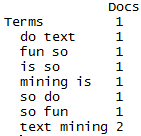 Docs
Terms 1
do text 1
fun so 1
is so 1
mining is 1
so do 1
so fun 1
text mining 2